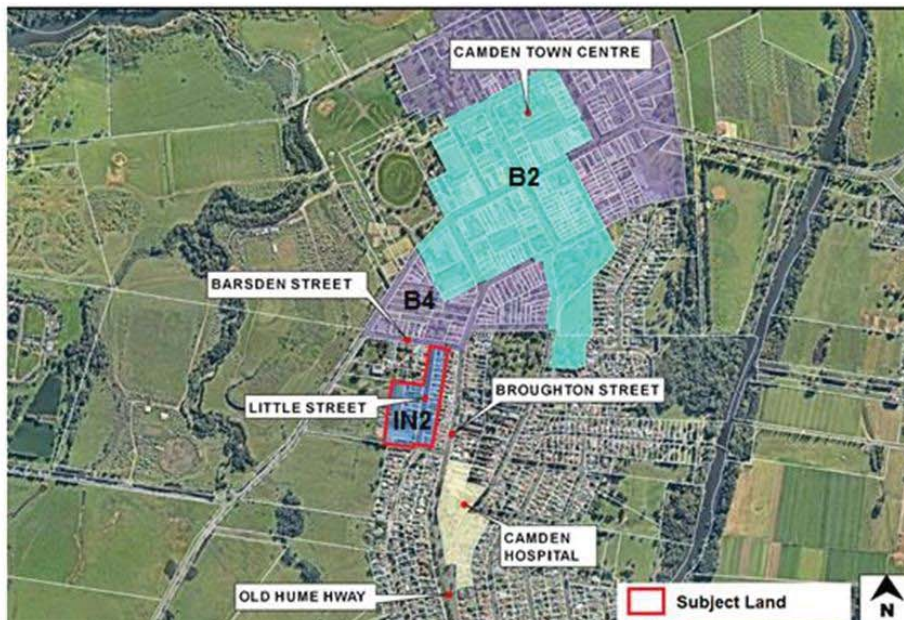 CAMDEN TOWN CENTRE
B2
BARSDEN STREET
B4
LITTLE STREET
BROUGHTON STREET
IN2
CAMDEN
HOSPITAL
OLD HUME HWAY
Subject Land
N